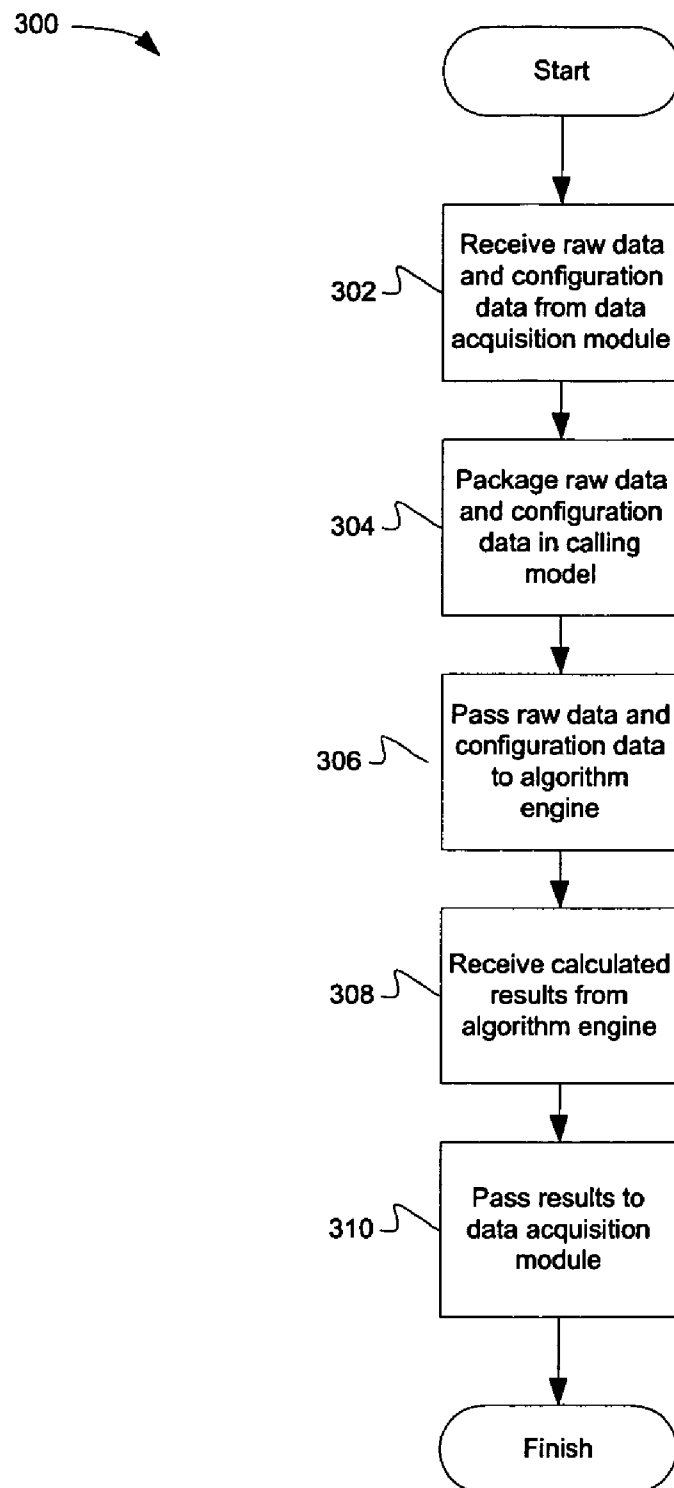 300
Start
302
Receive raw data
and configuration
data from data
acquisition module
304
Package raw data
and configuration
data in calling
model
306
Pass raw data and
configuration data
to algorithm
engine
308
Receive calculated
results from
algorithm engine
310
Pass results to
data acquisition
module
Finish